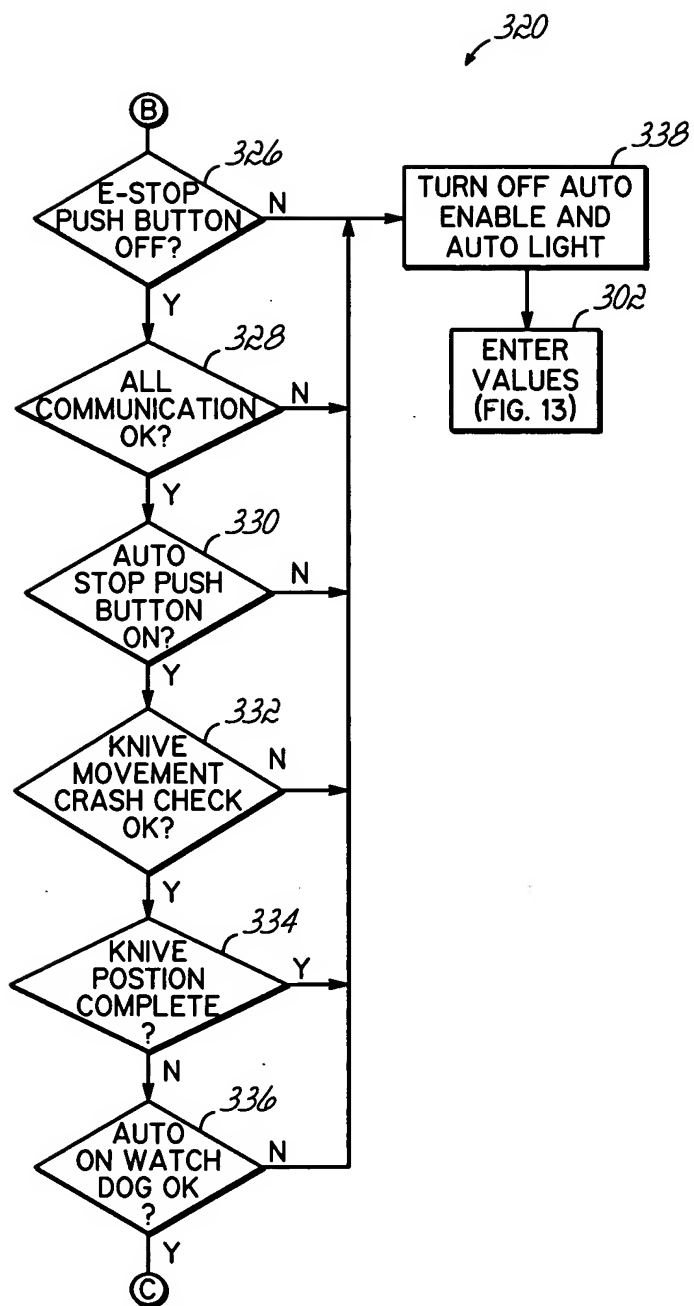 320
B
326
E-STOP
PUSH BUTTON
OFF?
N
Y
338
TURN OFF AUTO
ENABLE AND
AUTO LIGHT
302
ENTER
VALUES
(FIG. 13)
328
ALL
COMMUNICATION
OK?
N
Y
330
AUTO
STOP PUSH
BUTTON
ON?
N
Y
332
KNIVE
MOVEMENT
CRASH CHECK
OK?
N
Y
334
KNIVE
POSTION
COMPLETE
?
Y
N
336
AUTO
ON WATCH
DOG OK
?
N
Y
C